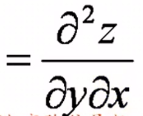 = ∂²z / ∂y∂x